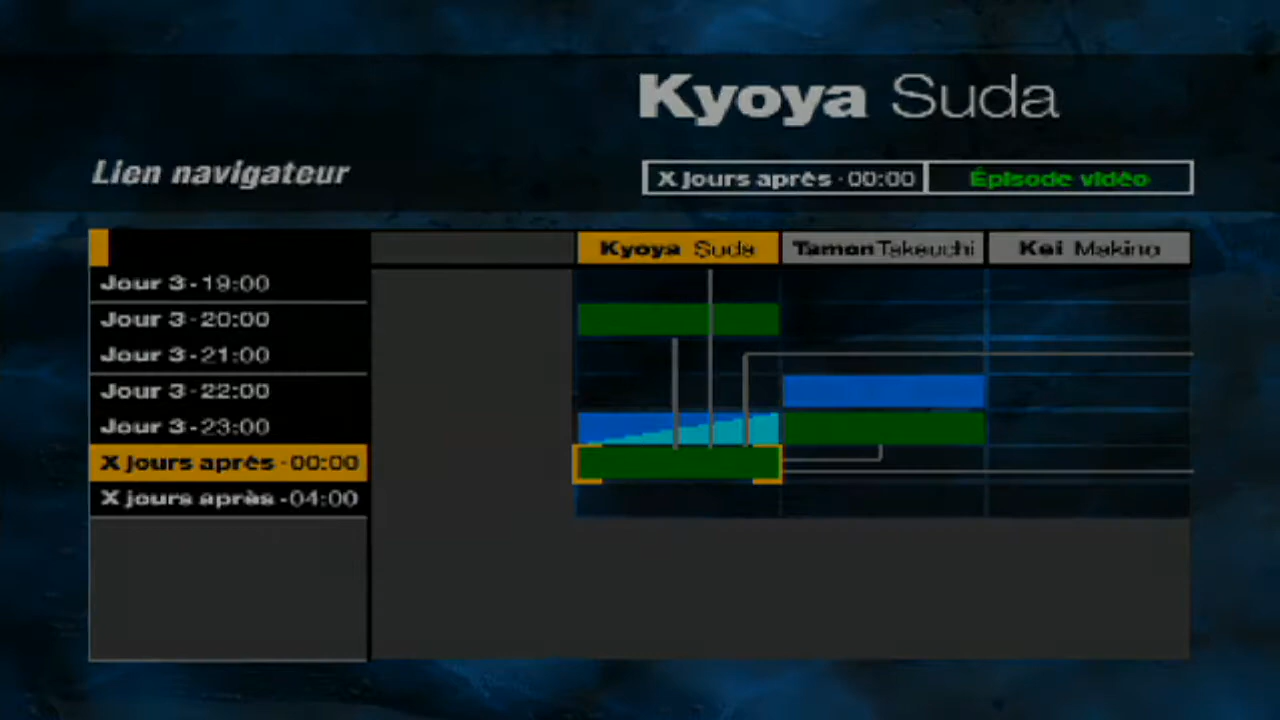 Kyoya Suda
Lien navigateur
X jours après - 00:00 Épisode vidéo
Kyoya Suda Tamon Takeuchi Kei Makino
Jour 3 - 19:00
Jour 3 - 20:00
Jour 3 - 21:00
Jour 3 - 22:00
Jour 3 - 23:00
X jours après - 00:00
X jours après - 04:00